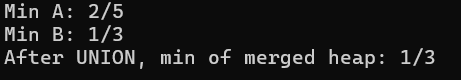 Min A: 2/5
Min B: 1/3
After UNION, min of merged heap: 1/3